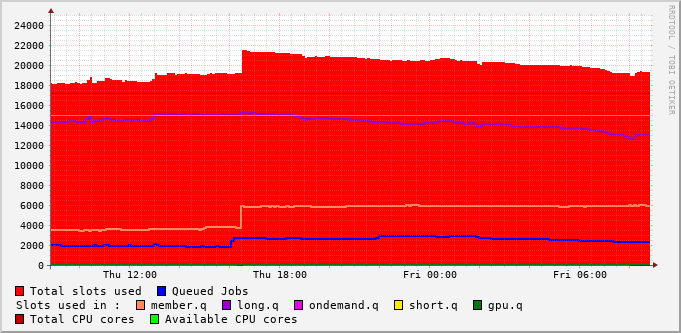 RRDTOOL / TOBI OETIKER
24000
22000
20000
18000
16000
14000
12000
10000
8000
6000
4000
2000
0
Thu 12:00 Thu 18:00 Fri 00:00 Fri 06:00
Total slots used Queued Jobs
Slots used in : member.q long.q ondemand.q short.q gpu.q
Total CPU cores Available CPU cores